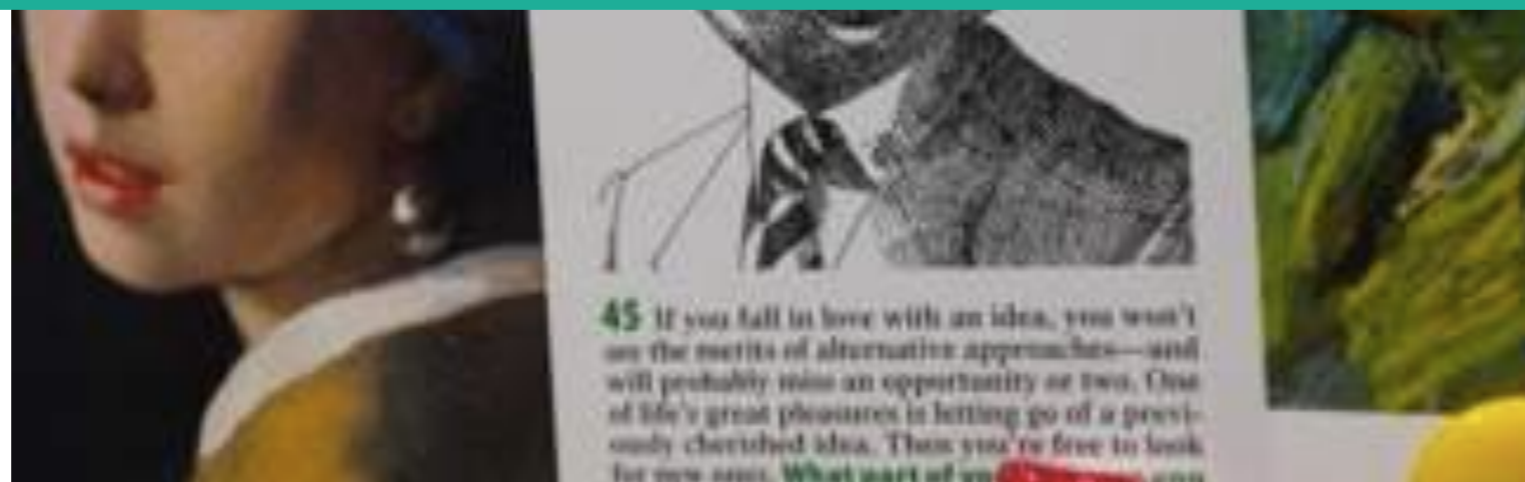 45 If you fall in love with an idea, you won't
see the merits of alternative approaches—and
will probably miss an opportunity or two. One
of life's great pleasures is letting go of a previ-
ously cherished idea. Then you're free to look
for new ones. What part of